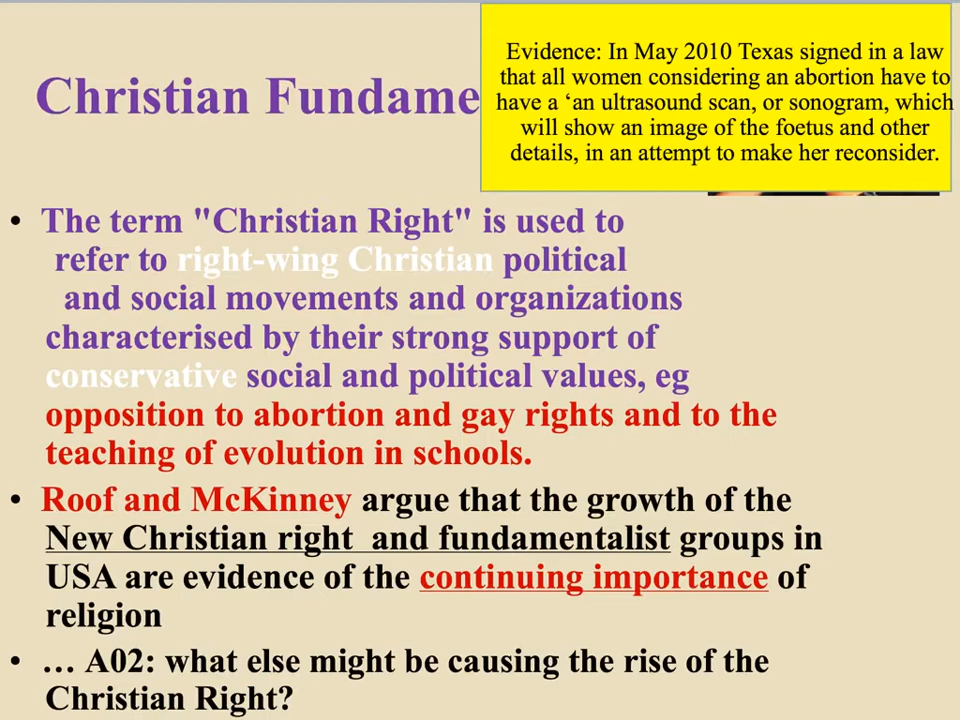 Christian Fundame
Evidence: In May 2010 Texas signed in a law
that all women considering an abortion have to
have a ‘an ultrasound scan, or sonogram, which
will show an image of the foetus and other
details, in an attempt to make her reconsider.
• The term "Christian Right" is used to
refer to right-wing Christian political
and social movements and organizations
characterised by their strong support of
conservative social and political values, eg
opposition to abortion and gay rights and to the
teaching of evolution in schools.
• Roof and McKinney argue that the growth of the
New Christian right and fundamentalist groups in
USA are evidence of the continuing importance of
religion
• … A02: what else might be causing the rise of the
Christian Right?